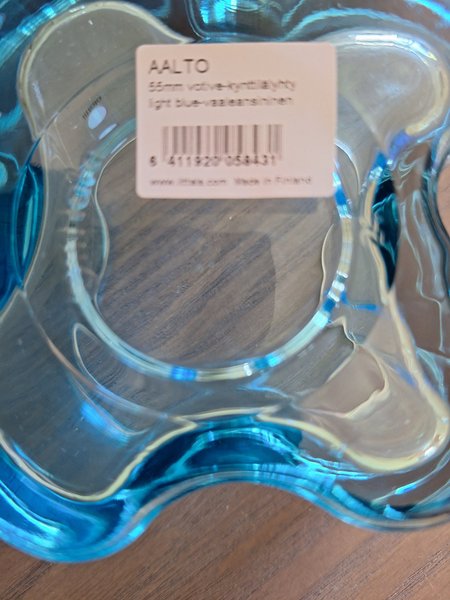 AALTO
55mm votive-kynttilälyhty
light blue-vaaleansininen
6 411920 058431
www.iittala.com Made in Finland